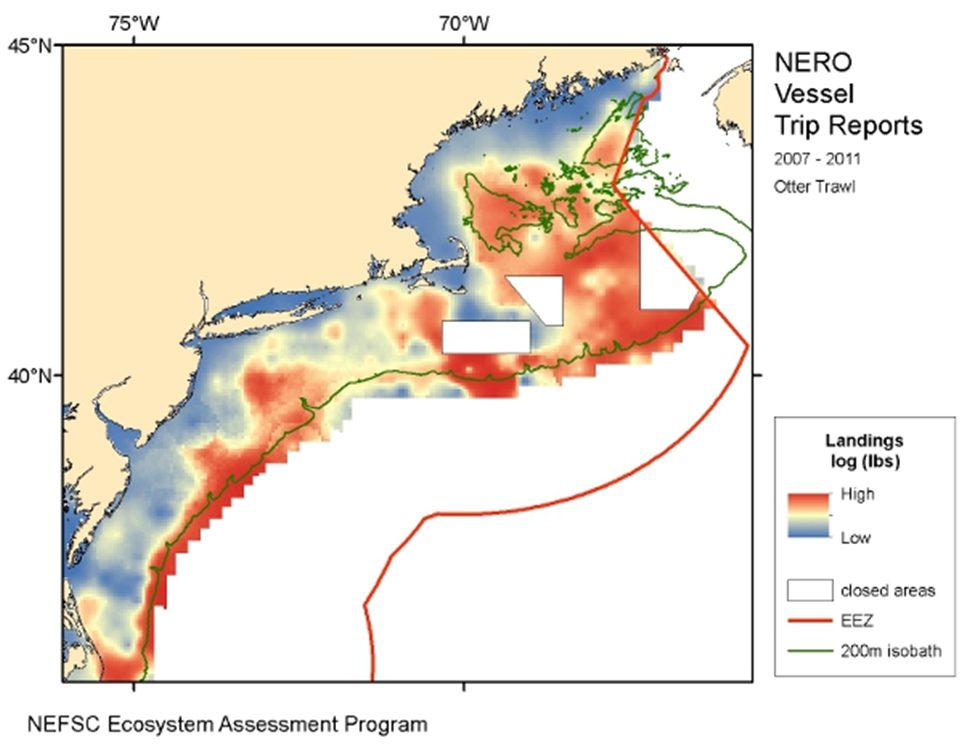 75°W
70°W
45°N
40°N
NERO
Vessel
Trip Reports
2007 - 2011
Otter Trawl
Landings
log (lbs)
High
Low
closed areas
EEZ
200m isobath
NEFSC Ecosystem Assessment Program